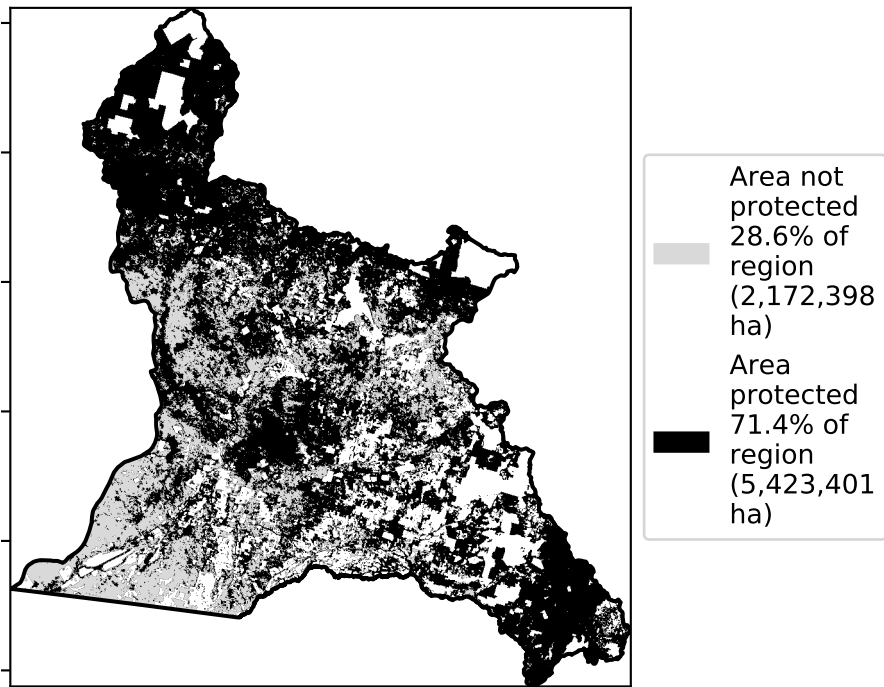 Area not
protected
28.6% of
region
(2,172,398
ha)
Area
protected
71.4% of
region
(5,423,401
ha)